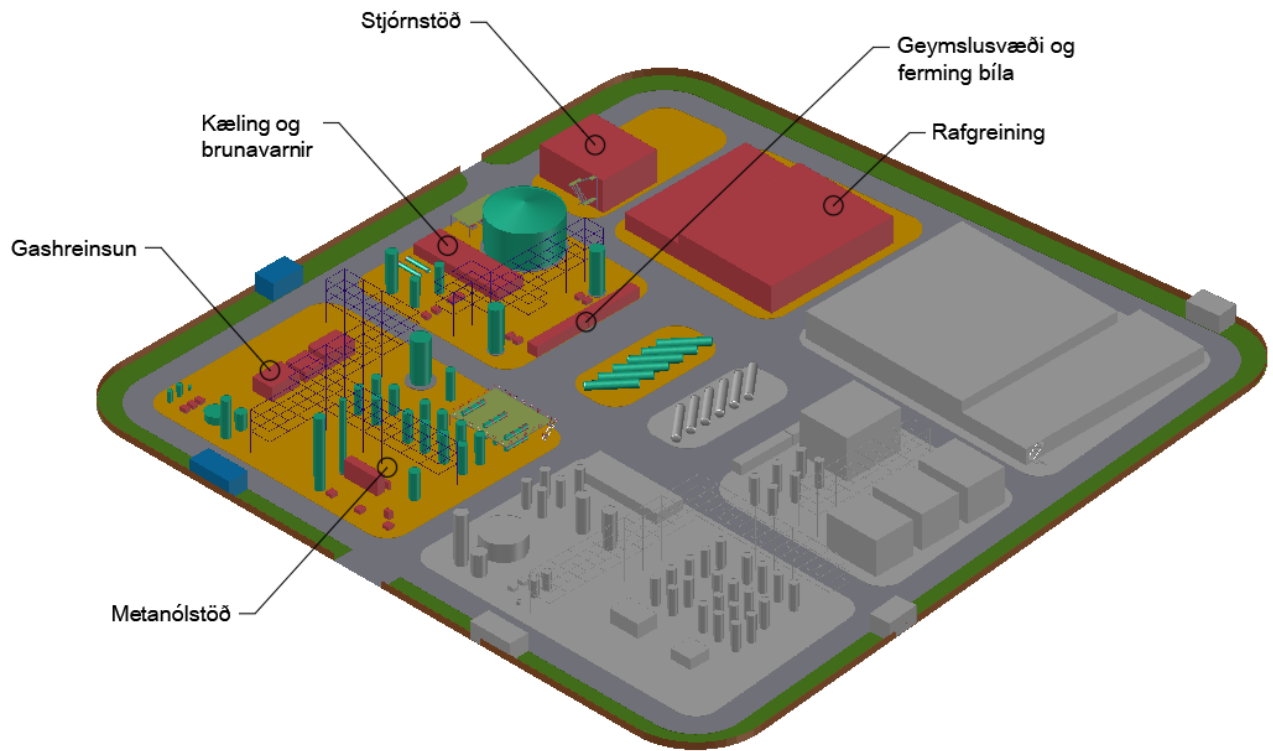 Stjórnstöð
Geymslusvæði og
ferming bíla
Kæling og
brunavarnir
Rafgreining
Gashreinsun
Metanólstöð